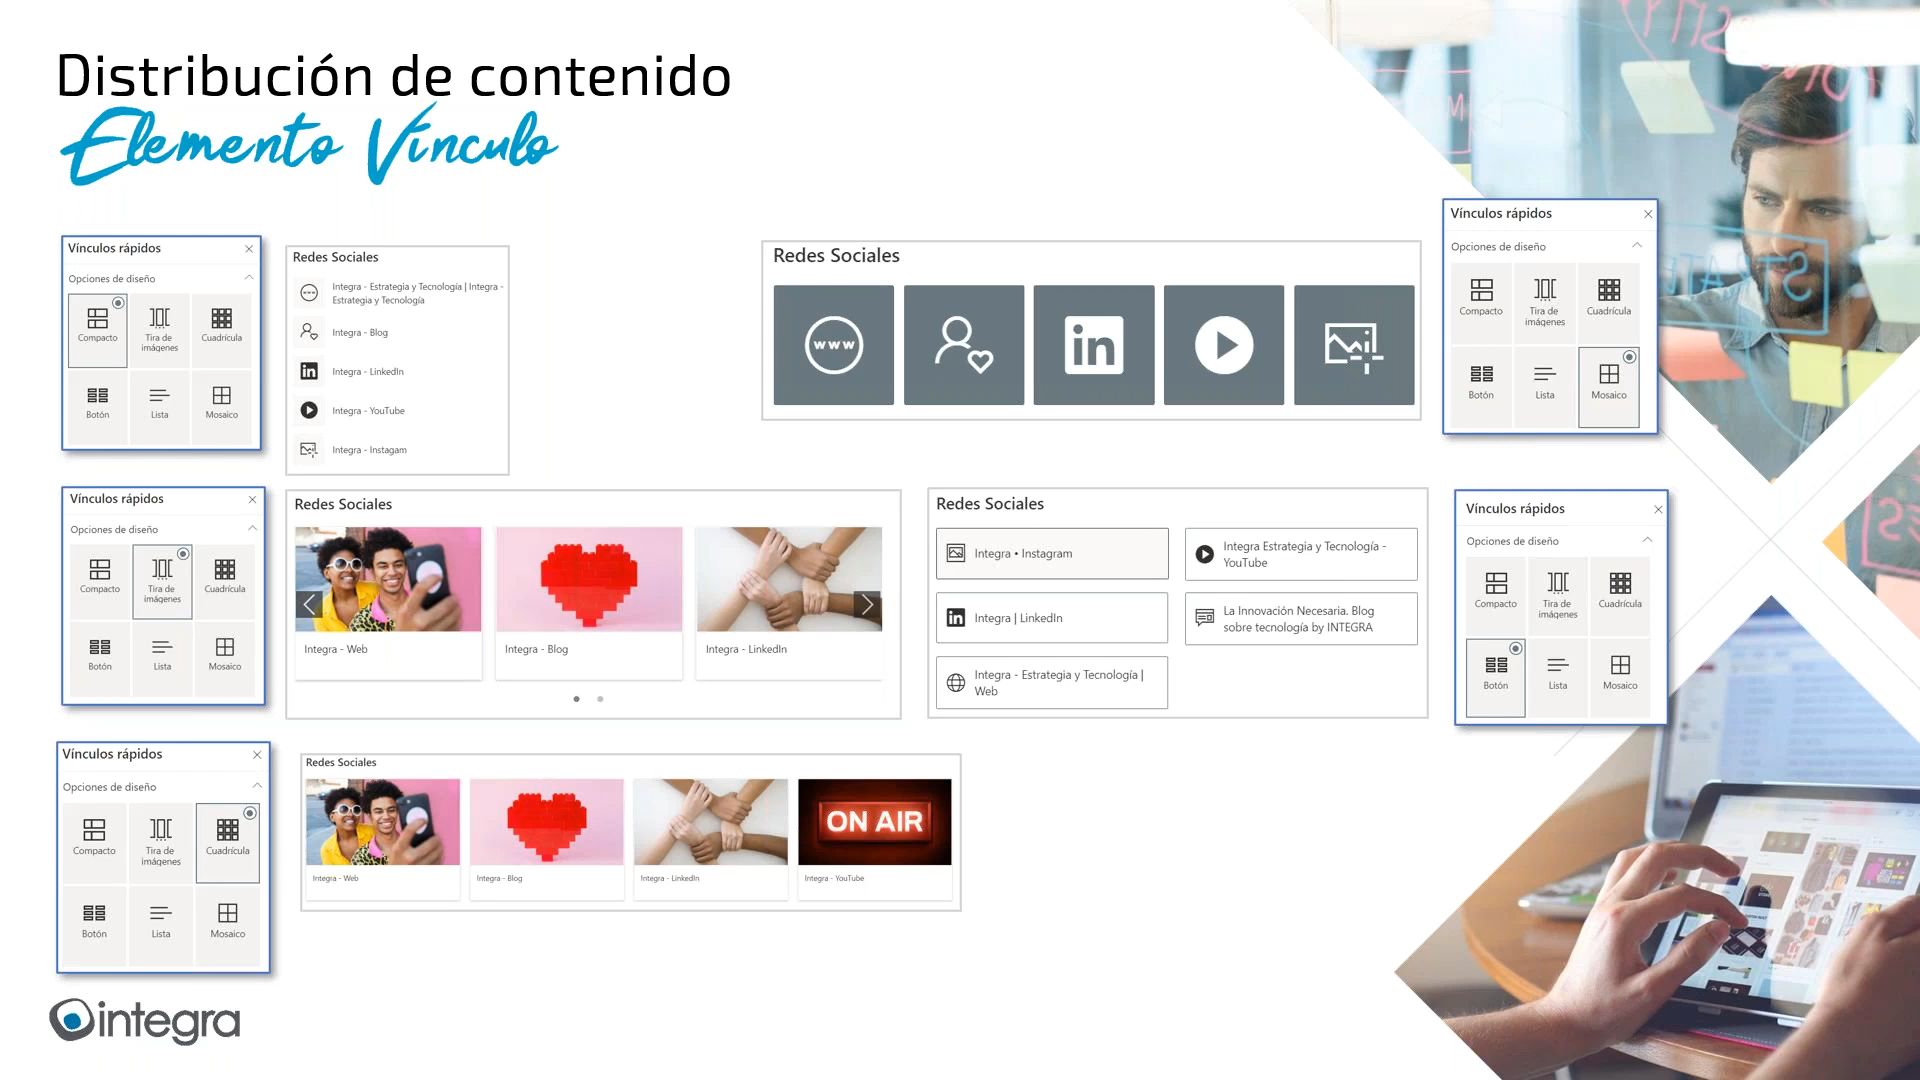 Distribución de contenido
Elemento Vínculo
Vínculos rápidos
Opciones de diseño
Compacto
Tira de
imágenes
Cuadrícula
Botón
Lista
Mosaico
Redes Sociales
Integra - Estrategia y Tecnología | Integra -
Estrategia y Tecnología
Integra - Blog
Integra - LinkedIn
Integra - YouTube
Integra - Instagam
Redes Sociales
www
in
Vínculos rápidos
Opciones de diseño
Compacto
Tira de
imágenes
Cuadrícula
Botón
Lista
Mosaico
Vínculos rápidos
Opciones de diseño
Compacto
Tira de
imágenes
Cuadrícula
Botón
Lista
Mosaico
Redes Sociales
Integra - Web
Integra - Blog
Integra - LinkedIn
Redes Sociales
Integra • Instagram
Integra Estrategia y Tecnología -
YouTube
Integra | LinkedIn
La Innovación Necesaria. Blog
sobre tecnología by INTEGRA
Integra - Estrategia y Tecnología |
Web
Vínculos rápidos
Opciones de diseño
Compacto
Tira de
imágenes
Cuadrícula
Botón
Lista
Mosaico
Vínculos rápidos
Opciones de diseño
Compacto
Tira de
imágenes
Cuadrícula
Botón
Lista
Mosaico
Redes Sociales
ON AIR
Integra - Web
Integra - Blog
Integra - LinkedIn
Integra - YouTube
integra